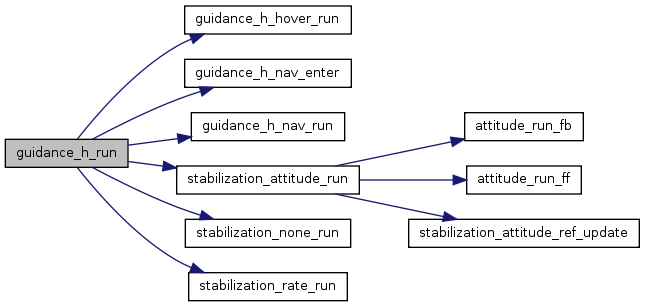 guidance_h_run
guidance_h_hover_run
guidance_h_nav_enter
guidance_h_nav_run
stabilization_attitude_run
stabilization_none_run
stabilization_rate_run
attitude_run_fb
attitude_run_ff
stabilization_attitude_ref_update